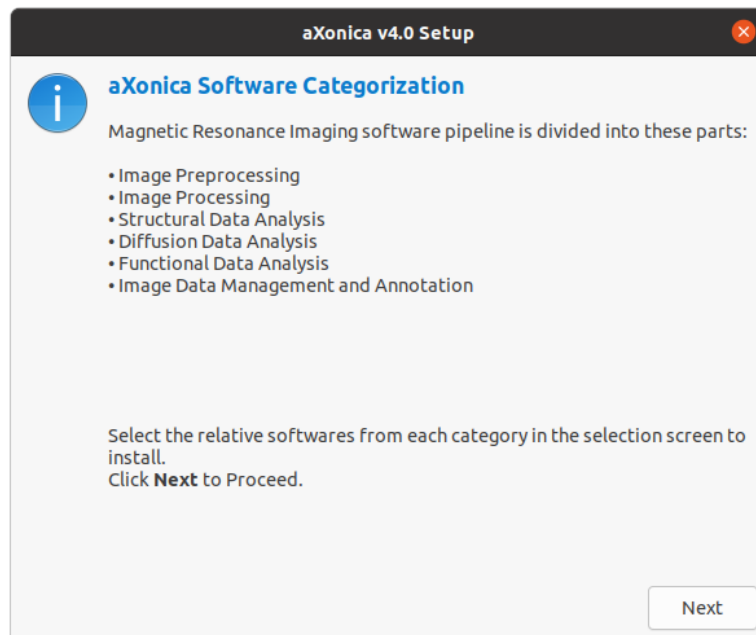 aXonica v4.0 Setup
aXonica Software Categorization
Magnetic Resonance Imaging software pipeline is divided into these parts:
• Image Preprocessing
• Image Processing
• Structural Data Analysis
• Diffusion Data Analysis
• Functional Data Analysis
• Image Data Management and Annotation
Select the relative softwares from each category in the selection screen to
install.
Click Next to Proceed.
Next